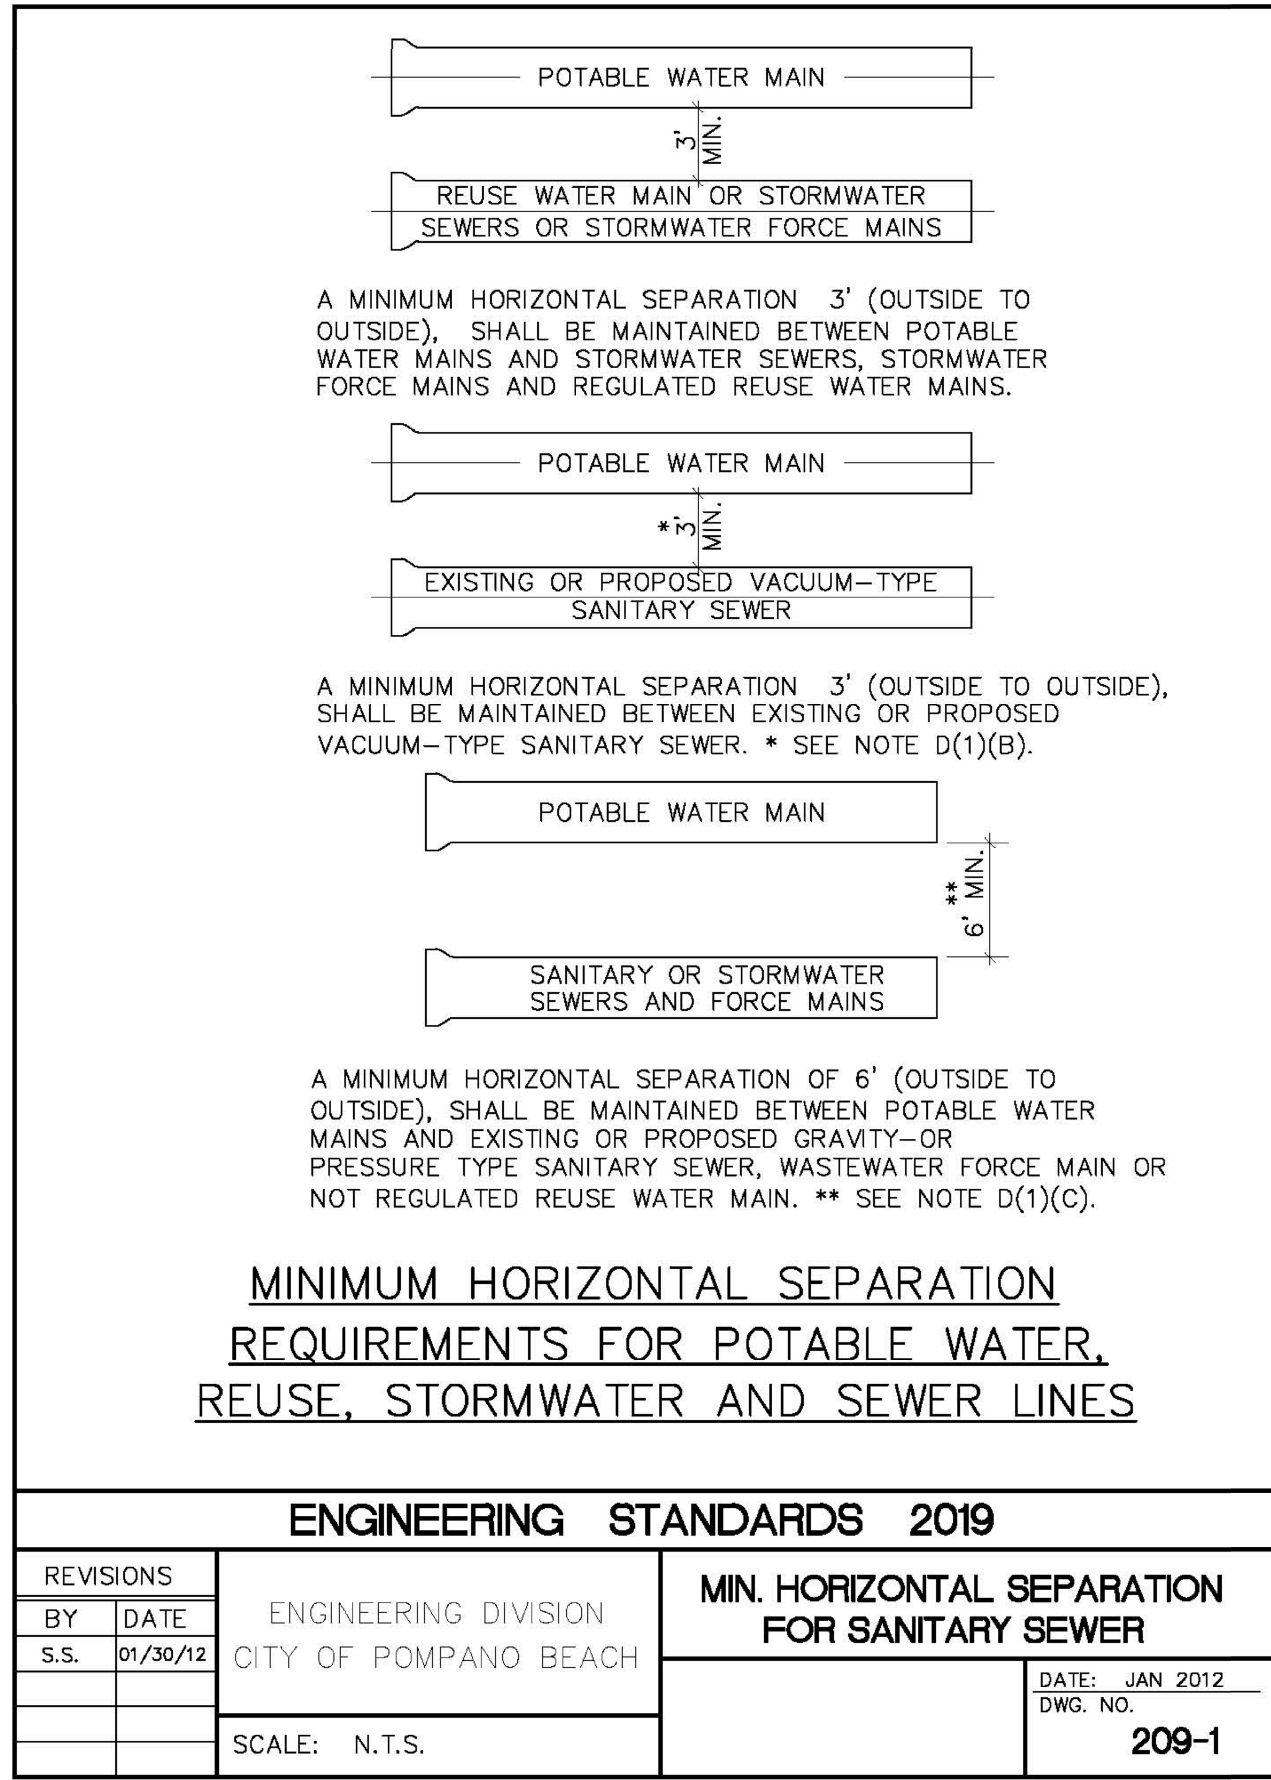 POTABLE WATER MAIN
3'
MIN.
REUSE WATER MAIN OR STORMWATER
SEWERS OR STORMWATER FORCE MAINS
A MINIMUM HORIZONTAL SEPARATION 3' (OUTSIDE TO
OUTSIDE), SHALL BE MAINTAINED BETWEEN POTABLE
WATER MAINS AND STORMWATER SEWERS, STORMWATER
FORCE MAINS AND REGULATED REUSE WATER MAINS.
POTABLE WATER MAIN
* 3'
MIN.
EXISTING OR PROPOSED VACUUM-TYPE
SANITARY SEWER
A MINIMUM HORIZONTAL SEPARATION 3' (OUTSIDE TO OUTSIDE),
SHALL BE MAINTAINED BETWEEN EXISTING OR PROPOSED
VACUUM-TYPE SANITARY SEWER. * SEE NOTE D(1)(B).
POTABLE WATER MAIN
**
6' MIN.
SANITARY OR STORMWATER
SEWERS AND FORCE MAINS
A MINIMUM HORIZONTAL SEPARATION OF 6' (OUTSIDE TO
OUTSIDE), SHALL BE MAINTAINED BETWEEN POTABLE WATER
MAINS AND EXISTING OR PROPOSED GRAVITY-OR
PRESSURE TYPE SANITARY SEWER, WASTEWATER FORCE MAIN OR
NOT REGULATED REUSE WATER MAIN. ** SEE NOTE D(1)(C).
MINIMUM HORIZONTAL SEPARATION
REQUIREMENTS FOR POTABLE WATER,
REUSE, STORMWATER AND SEWER LINES
ENGINEERING STANDARDS 2019
REVISIONS
BY DATE
S.S. 01/30/12
ENGINEERING DIVISION
CITY OF POMPANO BEACH
SCALE: N.T.S.
MIN. HORIZONTAL SEPARATION
FOR SANITARY SEWER
DATE: JAN 2012
DWG. NO.
209-1